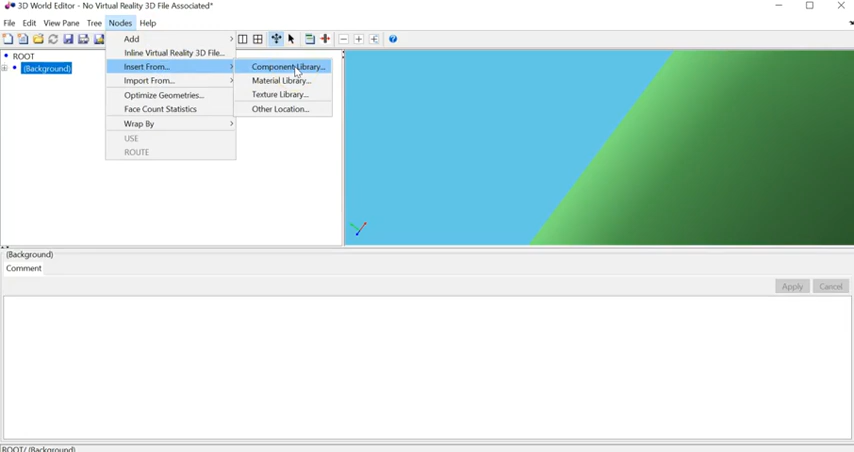 3D World Editor - No Virtual Reality 3D File Associated*
File Edit View Pane Tree Nodes Help
Add
Inline Virtual Reality 3D File...
Insert From...
Import From...
Optimize Geometries...
Face Count Statistics
Wrap By
USE
ROUTE
Component Library...
Material Library...
Texture Library...
Other Location...
ROOT
(Background)
(Background)
Comment
Apply Cancel
ROOT/ (Background)